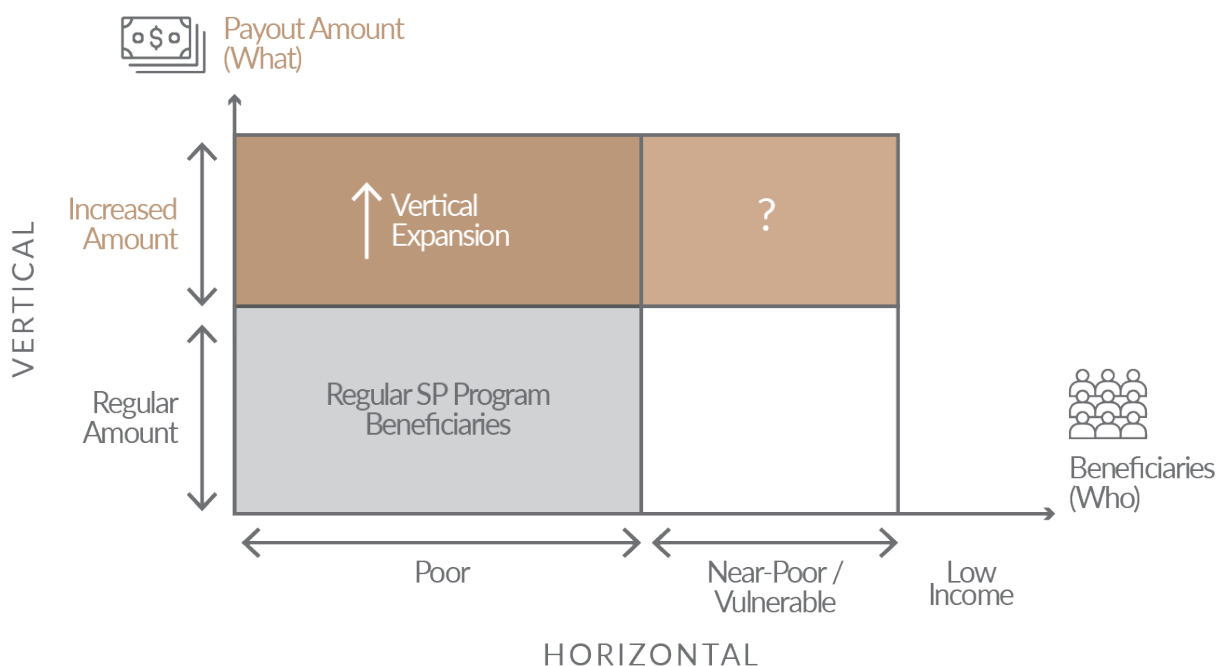 Payout Amount
(What)
Increased
Amount
Vertical
Expansion
?
VERTICAL
Regular
Amount
Regular SP Program
Beneficiaries
Beneficiaries
(Who)
Poor
Near-Poor /
Vulnerable
Low
Income
HORIZONTAL